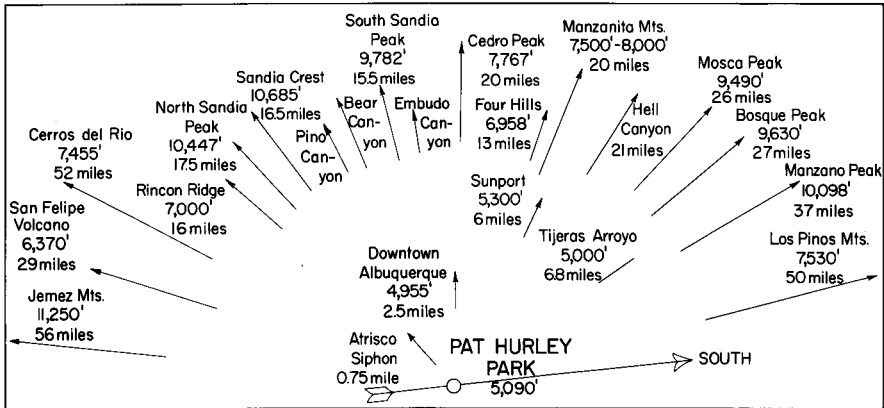 South Sandia
Peak
9,782'
15.5 miles
Cedro Peak
7,767'
20 miles
Manzanita Mts.
7,500'-8,000'
20 miles
Sandia Crest
10,685'
16.5 miles
Mosca Peak
9,490'
26 miles
North Sandia
Peak
10,447'
17.5 miles
Bear
Can-
yon
Embudo
Can-
yon
Four Hills
6,958'
13 miles
Hell
Canyon
21 miles
Bosque Peak
9,630'
27 miles
Cerros del Rio
7,455'
52 miles
Pino
Can-
yon
Manzano Peak
10,098'
37 miles
Rincon Ridge
7,000'
16 miles
Sunport
5,300'
6 miles
San Felipe
Volcano
6,370'
29 miles
Tijeras Arroyo
5,000'
6.8 miles
Los Pinos Mts.
7,530'
50 miles
Downtown
Albuquerque
4,955'
2.5 miles
Jemez Mts.
11,250'
56 miles
Atrisco
Siphon
0.75 mile
PAT HURLEY
PARK
5,090'
SOUTH